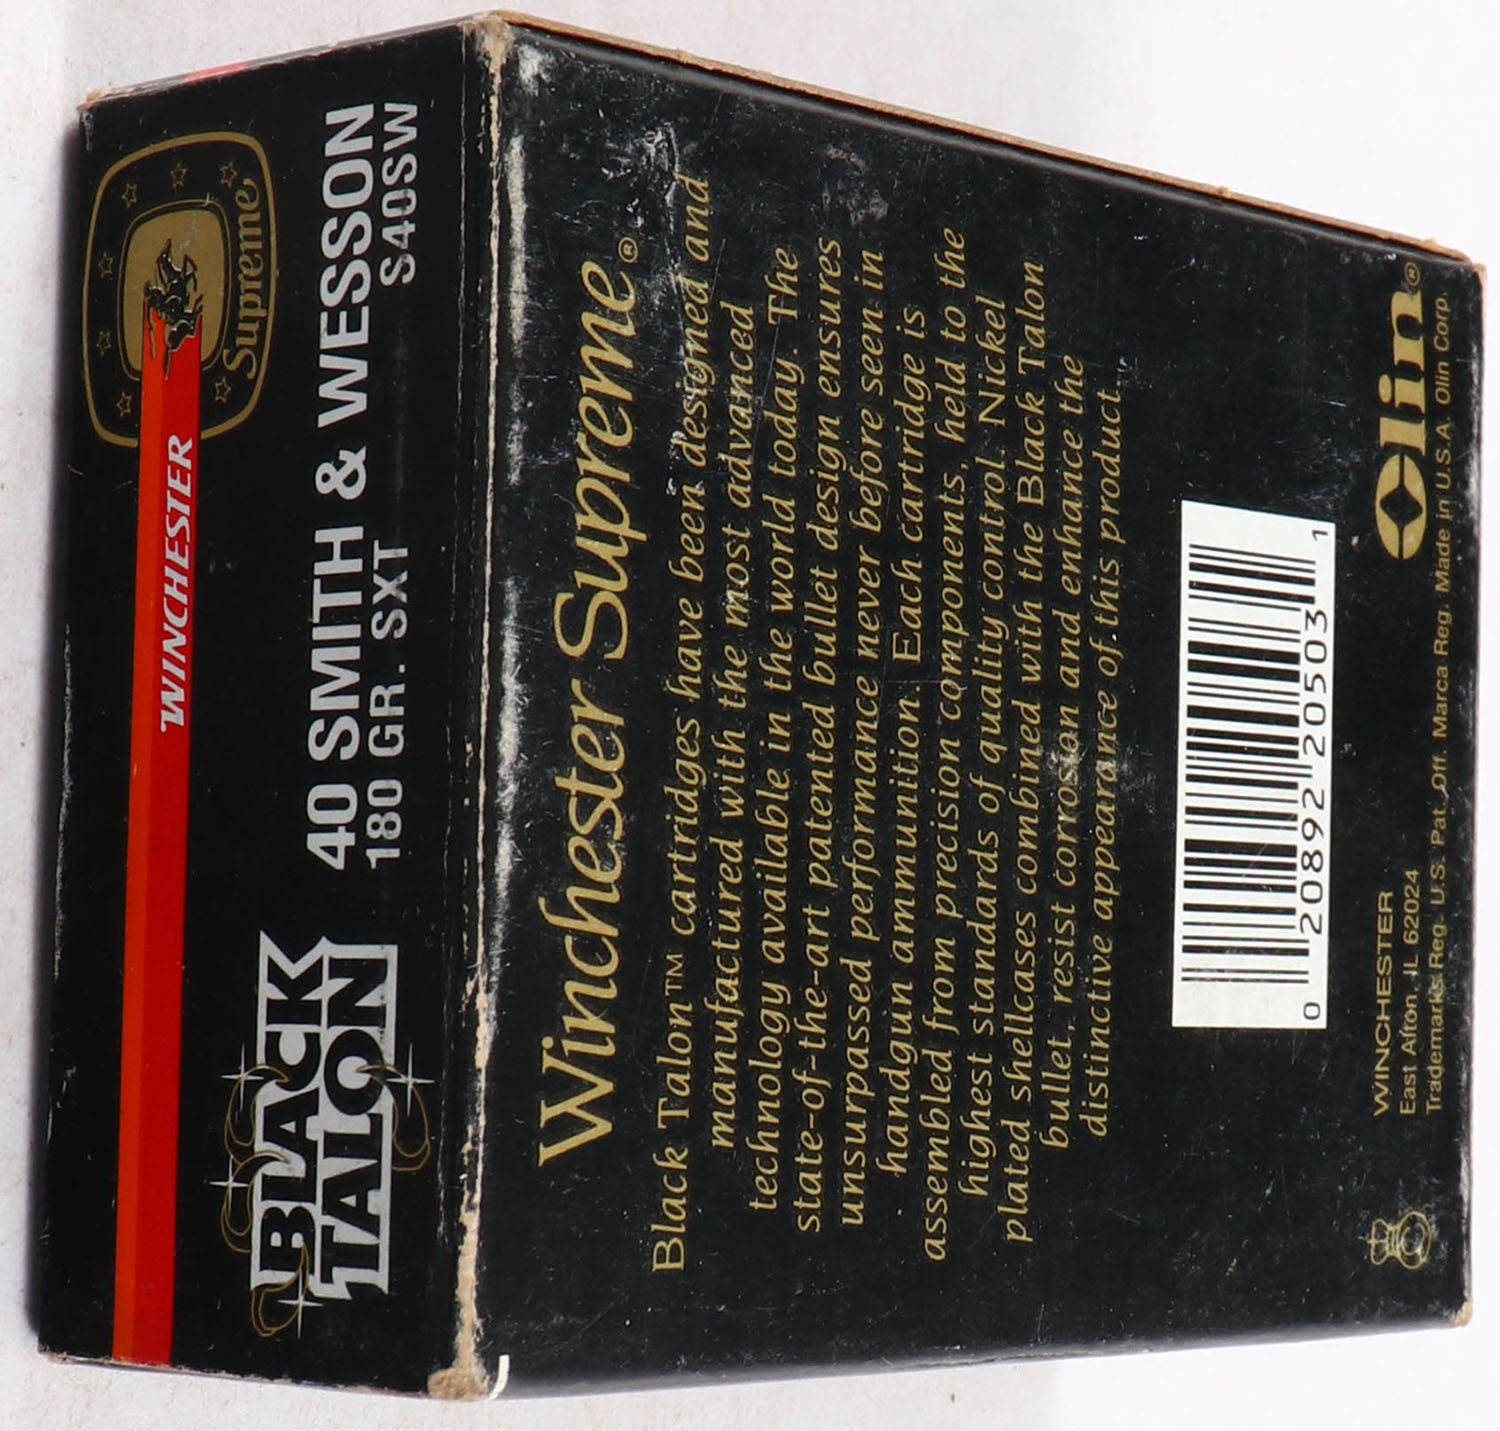 WINCHESTER
Supreme®
BLACK
TALON
40 SMITH & WESSON
180 GR. SXT S40SW
Winchester Supreme®
Black Talon™ cartridges have been designed and
manufactured with the most advanced
technology available in the world today. The
state-of-the-art patented bullet design ensures
unsurpassed performance never before seen in
handgun ammunition. Each cartridge is
assembled from precision components, held to the
highest standards of quality control. Nickel
plated shellcases combined with the Black Talon
bullet, resist corrosion and enhance the
distinctive appearance of this product.
0 20892 20503 1
WINCHESTER
East Alton, IL 62024
Olin®
Trademarks Reg. U.S. Pat. Off. Marca Reg. Made in U.S.A. Olin Corp.